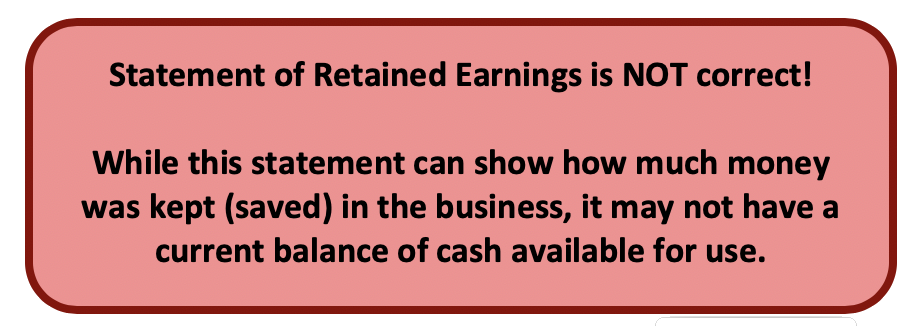 Statement of Retained Earnings is NOT correct!
While this statement can show how much money
was kept (saved) in the business, it may not have a
current balance of cash available for use.